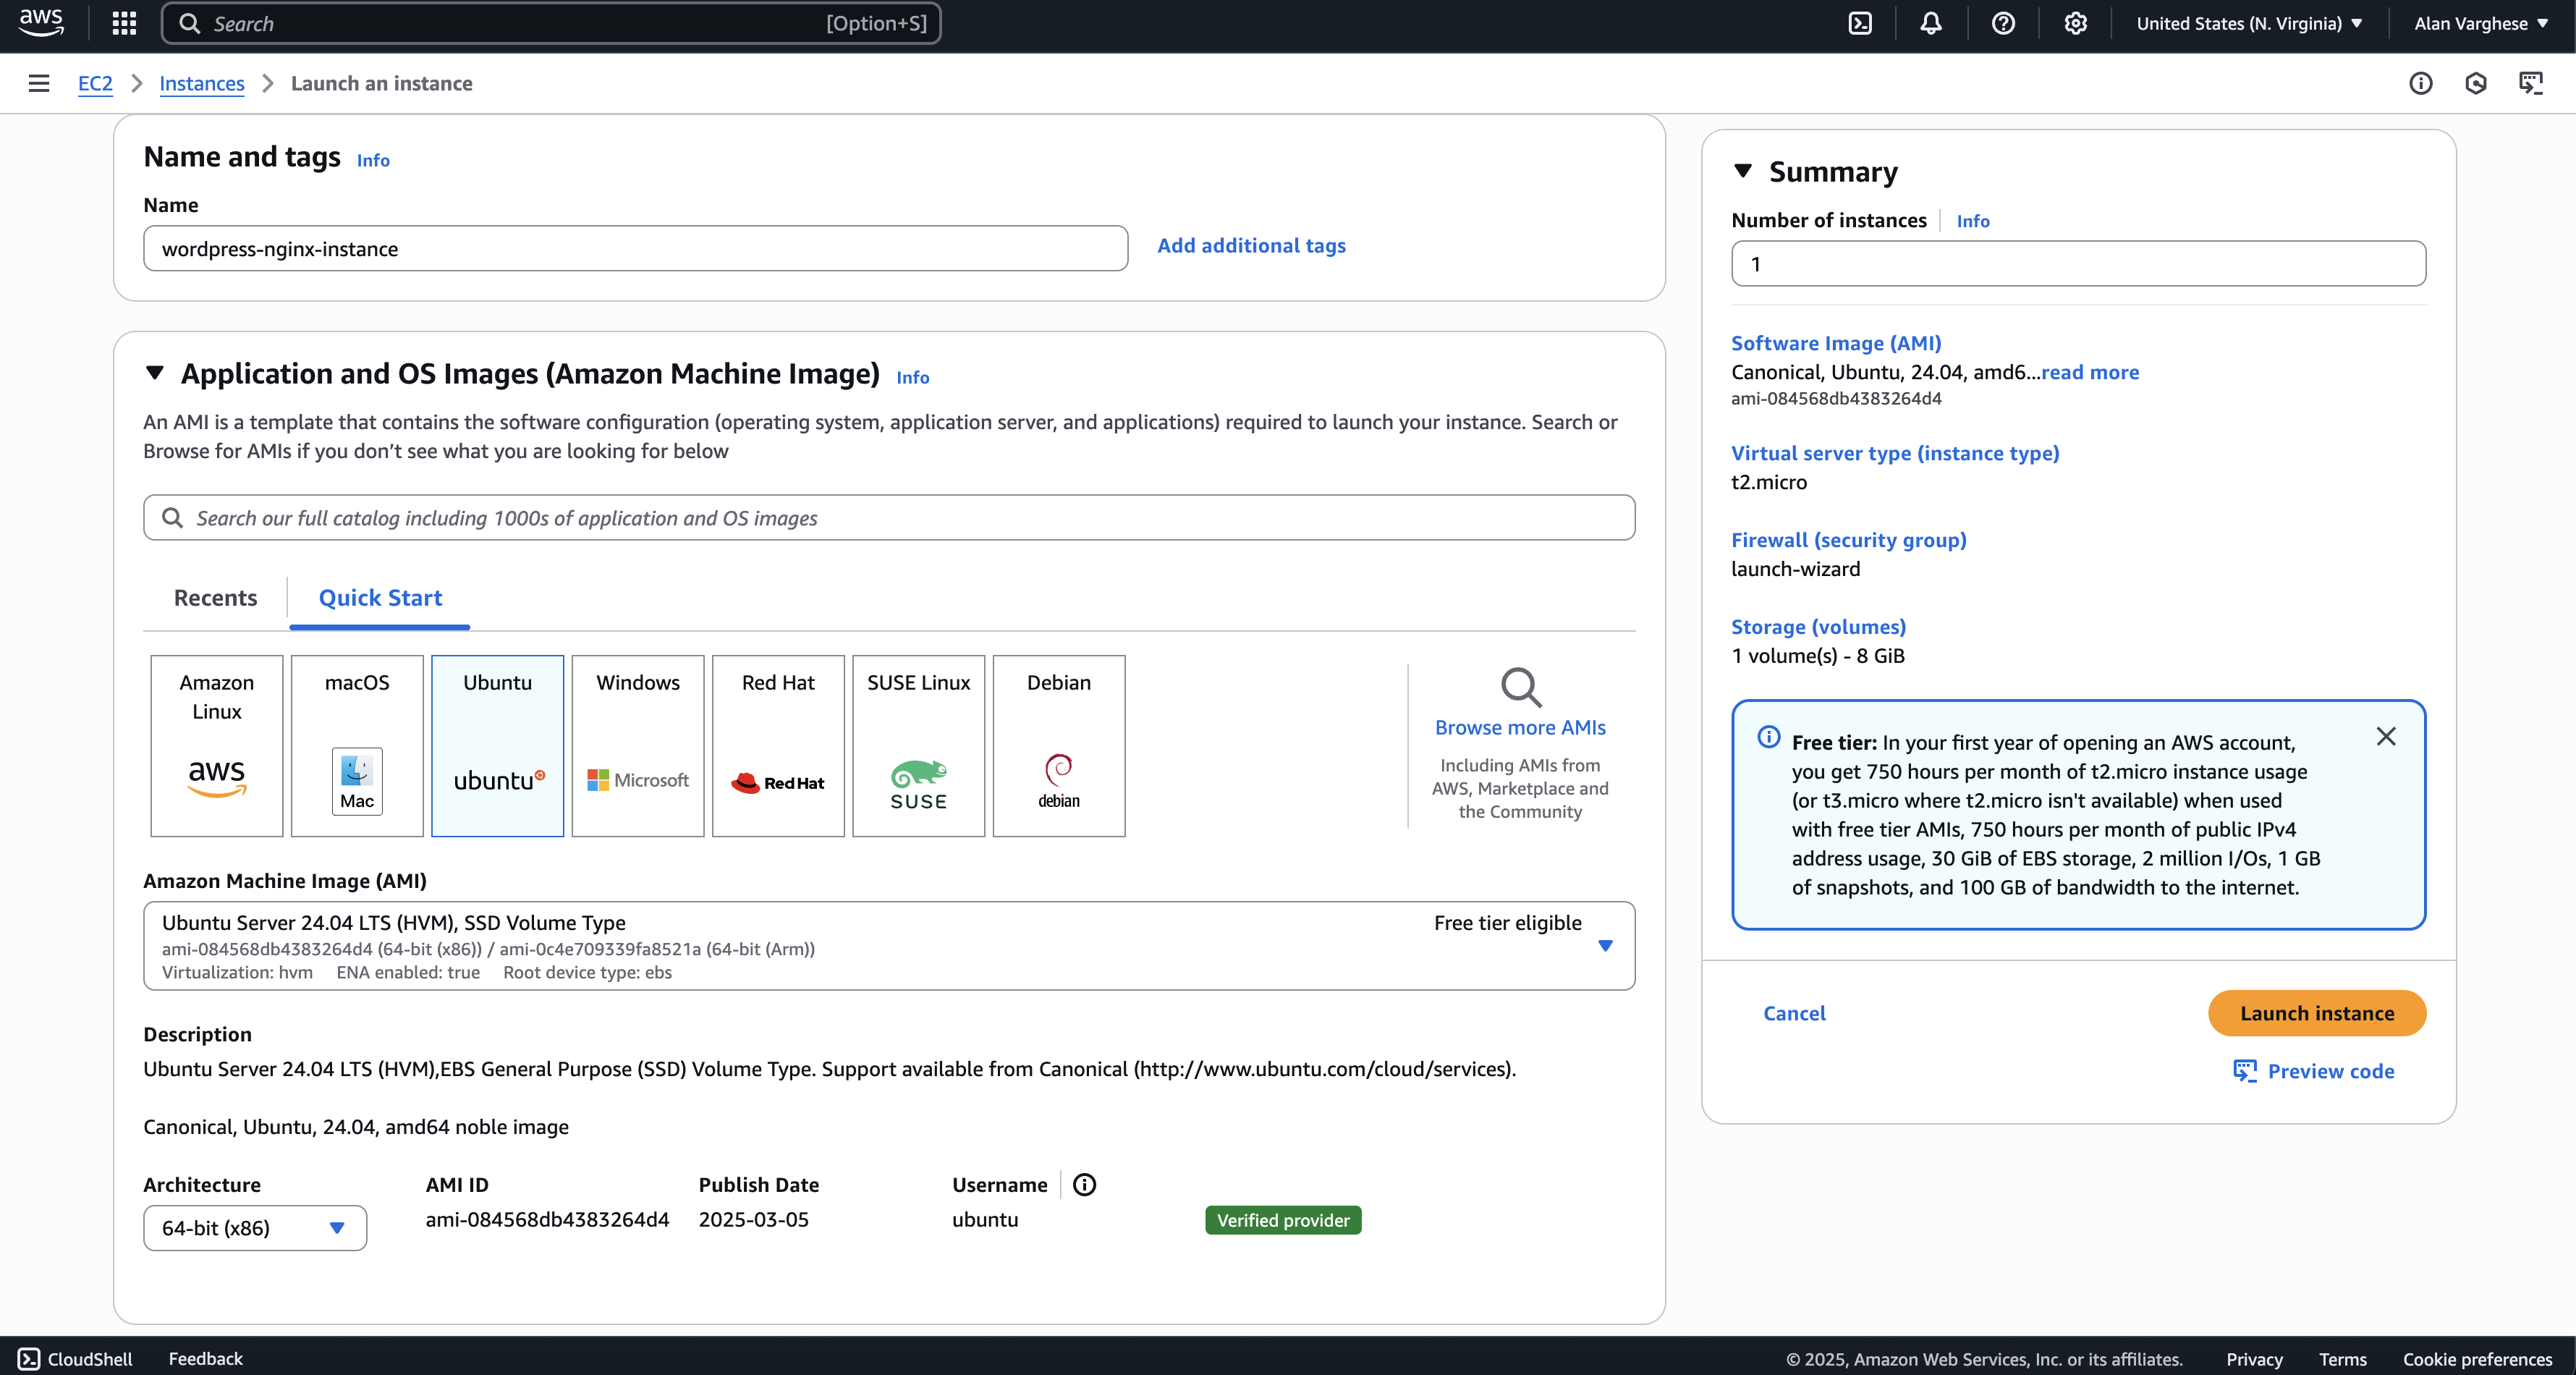 aws
Search
[Option+S]
United States (N. Virginia)
Alan Varghese
EC2
Instances
Launch an instance
Name and tags
Info
Name
wordpress-nginx-instance
Add additional tags
Application and OS Images (Amazon Machine Image)
Info
An AMI is a template that contains the software configuration (operating system, application server, and applications) required to launch your instance. Search or
Browse for AMIs if you don’t see what you are looking for below
Search our full catalog including 1000s of application and OS images
Recents
Quick Start
Amazon
Linux
aws
macOS
Mac
Ubuntu
ubuntu
Windows
Microsoft
Red Hat
Red Hat
SUSE Linux
SUSE
Debian
debian
Browse more AMIs
Including AMIs from
AWS, Marketplace and
the Community
Amazon Machine Image (AMI)
Ubuntu Server 24.04 LTS (HVM), SSD Volume Type
Free tier eligible
ami-084568db4383264d4 (64-bit (x86)) / ami-0c4e709339fa8521a (64-bit (Arm))
Virtualization: hvm
ENA enabled: true
Root device type: ebs
Description
Ubuntu Server 24.04 LTS (HVM),EBS General Purpose (SSD) Volume Type. Support available from Canonical (http://www.ubuntu.com/cloud/services).
Canonical, Ubuntu, 24.04, amd64 noble image
Architecture
64-bit (x86)
AMI ID
ami-084568db4383264d4
Publish Date
2025-03-05
Username
ubuntu
Verified provider
Summary
Number of instances
Info
1
Software Image (AMI)
Canonical, Ubuntu, 24.04, amd6...read more
ami-084568db4383264d4
Virtual server type (instance type)
t2.micro
Firewall (security group)
launch-wizard
Storage (volumes)
1 volume(s) - 8 GiB
Free tier: In your first year of opening an AWS account,
you get 750 hours per month of t2.micro instance usage
(or t3.micro where t2.micro isn't available) when used
with free tier AMIs, 750 hours per month of public IPv4
address usage, 30 GiB of EBS storage, 2 million I/Os, 1 GB
of snapshots, and 100 GB of bandwidth to the internet.
Cancel
Launch instance
Preview code
CloudShell
Feedback
© 2025, Amazon Web Services, Inc. or its affiliates.
Privacy
Terms
Cookie preferences